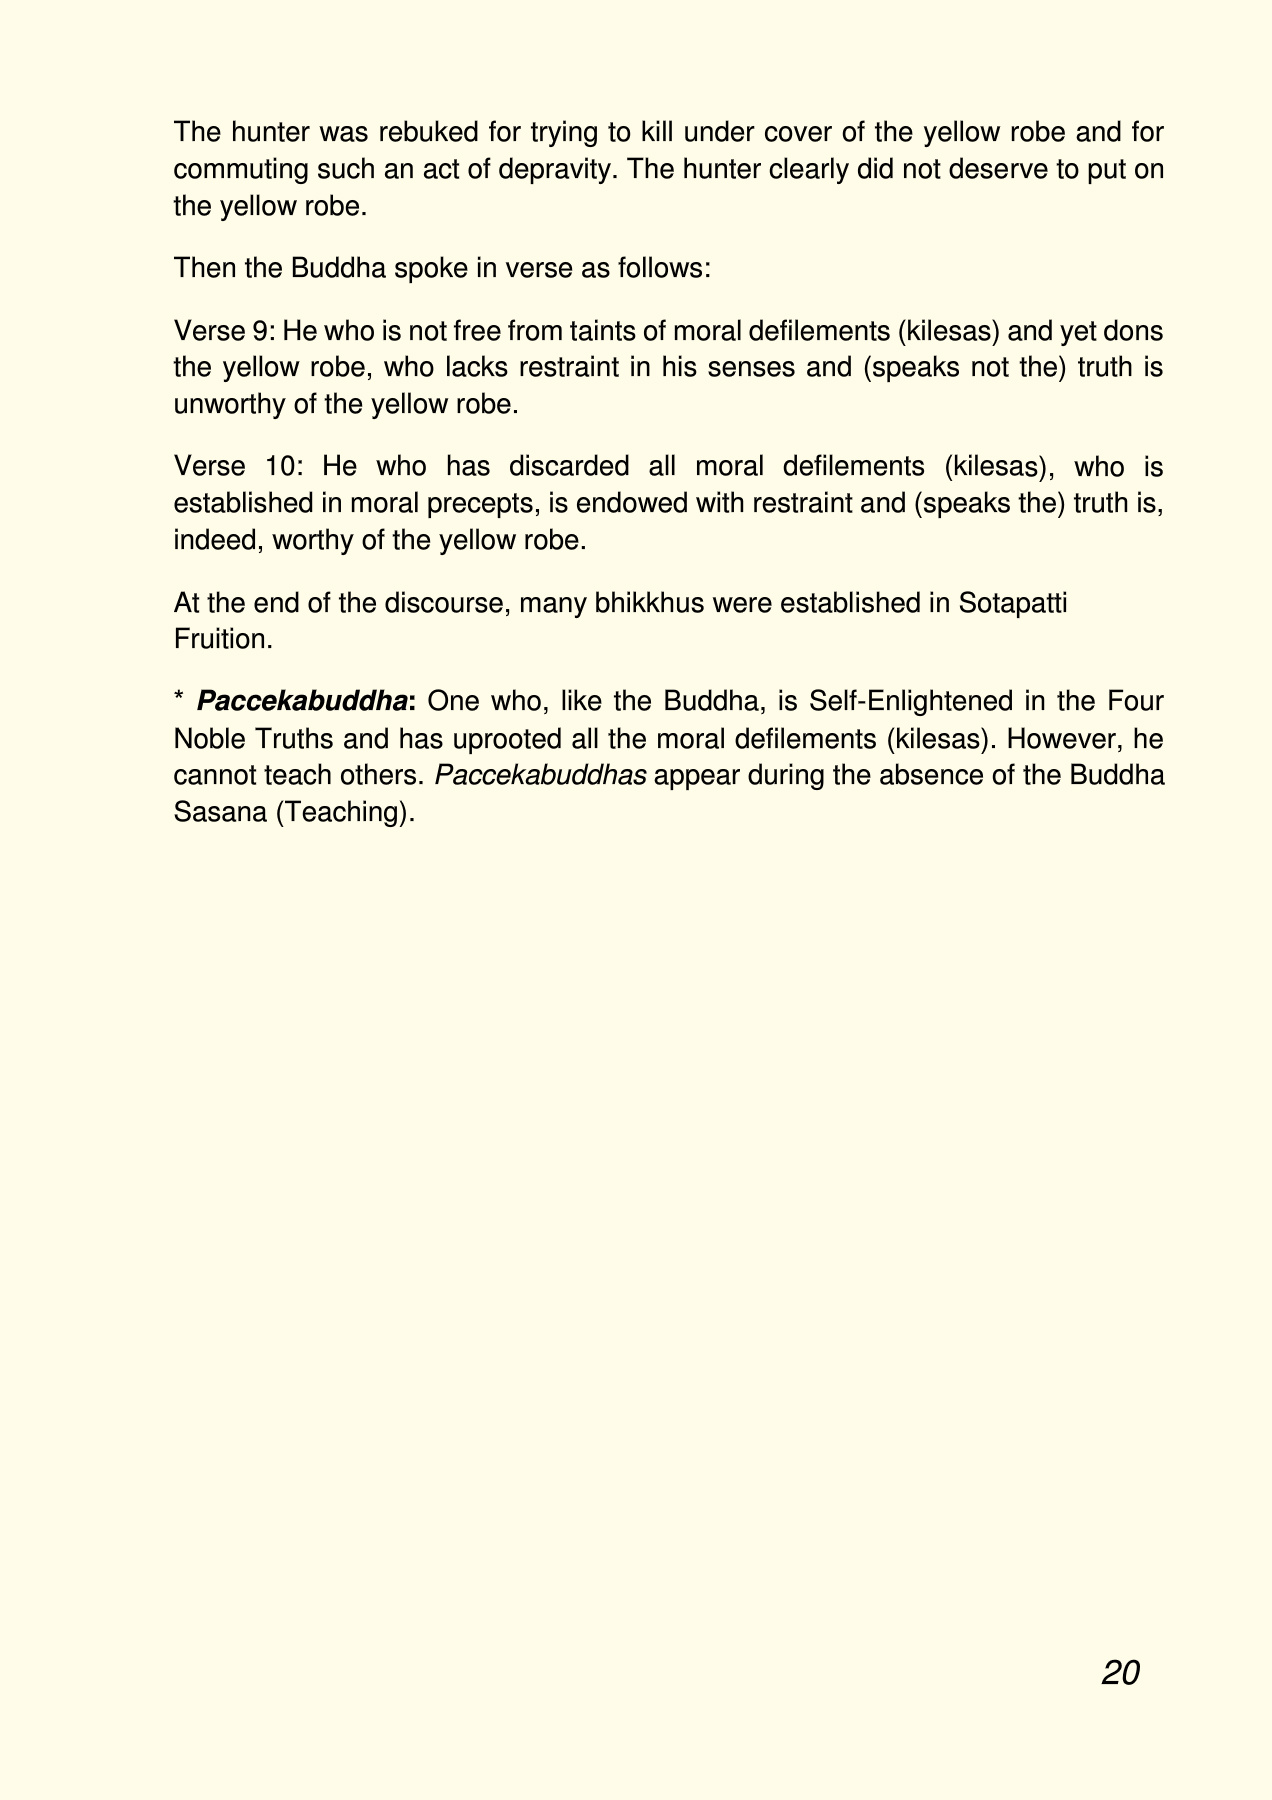 The hunter was rebuked for trying to kill under cover of the yellow robe and for
commuting such an act of depravity. The hunter clearly did not deserve to put on
the yellow robe.
Then the Buddha spoke in verse as follows:
Verse 9: He who is not free from taints of moral defilements (kilesas) and yet dons
the yellow robe, who lacks restraint in his senses and (speaks not the) truth is
unworthy of the yellow robe.
Verse 10: He who has discarded all moral defilements (kilesas), who is
established in moral precepts, is endowed with restraint and (speaks the) truth is,
indeed, worthy of the yellow robe.
At the end of the discourse, many bhikkhus were established in Sotapatti
Fruition.
* Paccekabuddha: One who, like the Buddha, is Self-Enlightened in the Four
Noble Truths and has uprooted all the moral defilements (kilesas). However, he
cannot teach others. Paccekabuddhas appear during the absence of the Buddha
Sasana (Teaching).
20